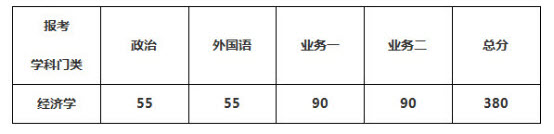 报考
学科门类 政治 外国语 业务一 业务二 总分
经济学 55 55 90 90 380